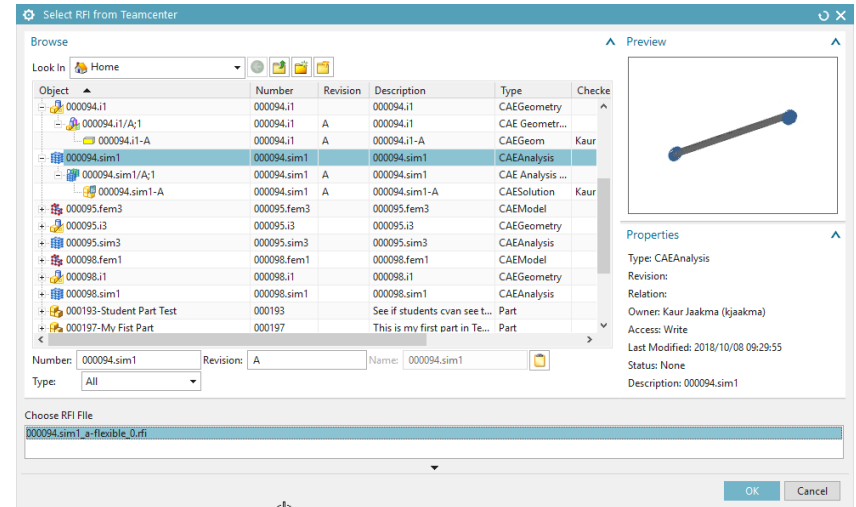 Select RFI from Teamcenter
Browse
Look In Home
Object Number Revision Description Type Checke
000094.i1 000094.i1 000094.i1 CAEGeometry
000094.i1/A;1 000094.i1 A 000094.i1 CAE Geometr...
000094.i1-A 000094.i1 A 000094.i1-A CAEGeom Kaur
000094.sim1 000094.sim1 000094.sim1 CAEAnalysis
000094.sim1/A;1 000094.sim1 A 000094.sim1 CAE Analysis ...
000094.sim1-A 000094.sim1 A 000094.sim1-A CAESolution Kaur
000095.fem3 000095.fem3 000095.fem3 CAEModel
000095.i3 000095.i3 000095.i3 CAEGeometry
000095.sim3 000095.sim3 000095.sim3 CAEAnalysis
000098.fem1 000098.fem1 000098.fem1 CAEModel
000098.i1 000098.i1 000098.i1 CAEGeometry
000098.sim1 000098.sim1 000098.sim1 CAEAnalysis
000193-Student Part Test 000193 See if students cvan see t... Part
000197-My Fist Part 000197 This is my first part in Te... Part
Number: 000094.sim1 Revision: A Name: 000094.sim1
Type: All
Preview
Properties
Type: CAEAnalysis
Revision:
Relation:
Owner: Kaur Jaakma (kjaakma)
Access: Write
Last Modified: 2018/10/08 09:29:55
Status: None
Description: 000094.sim1
Choose RFI FIle
000094.sim1_a-flexible_0.rfi
OK Cancel